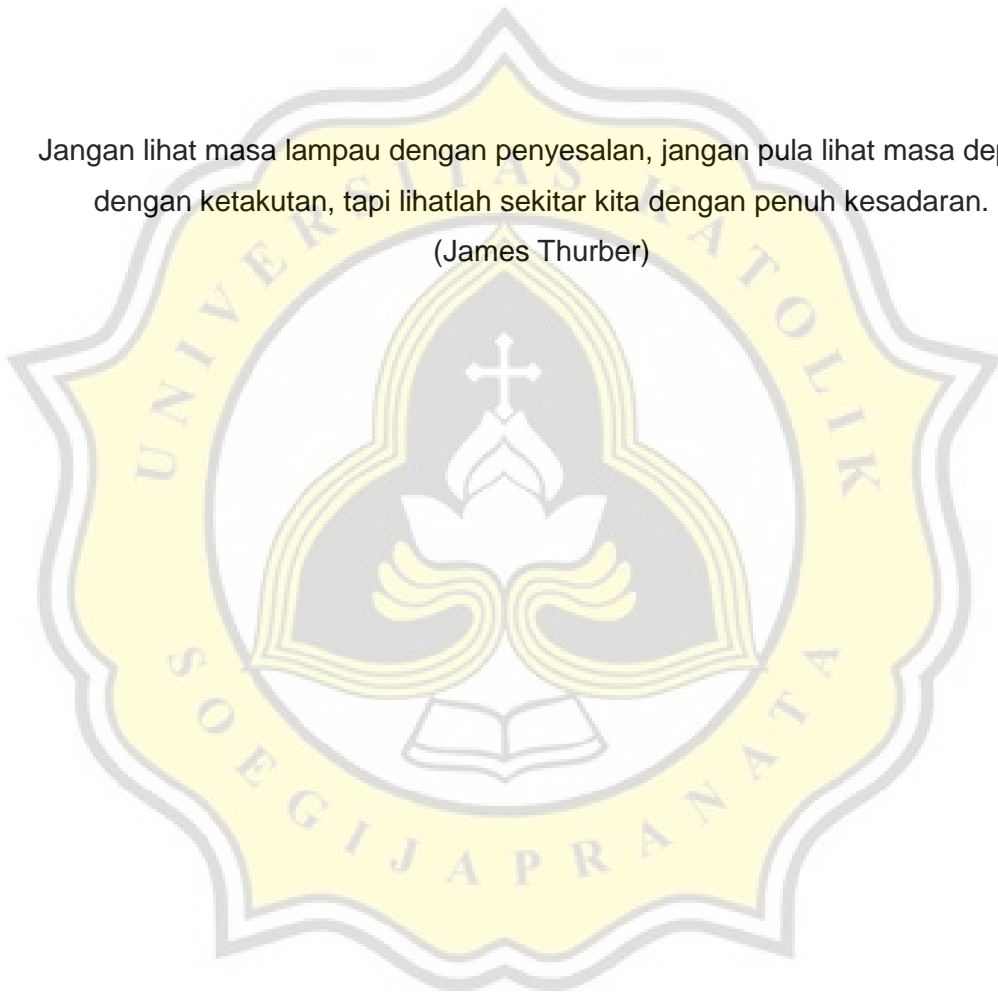 Jangan lihat masa lampau dengan penyesalan, jangan pula lihat masa dep
dengan ketakutan, tapi lihatlah sekitar kita dengan penuh kesadaran.
(James Thurber)
UNIVERSITAS KATOLIK
SOEGIJAPRANATA